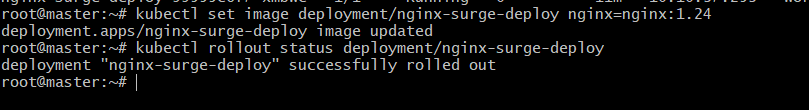 root@master:~# kubectl set image deployment/nginx-surge-deploy nginx=nginx:1.24
deployment.apps/nginx-surge-deploy image updated
root@master:~# kubectl rollout status deployment/nginx-surge-deploy
deployment "nginx-surge-deploy" successfully rolled out
root@master:~#